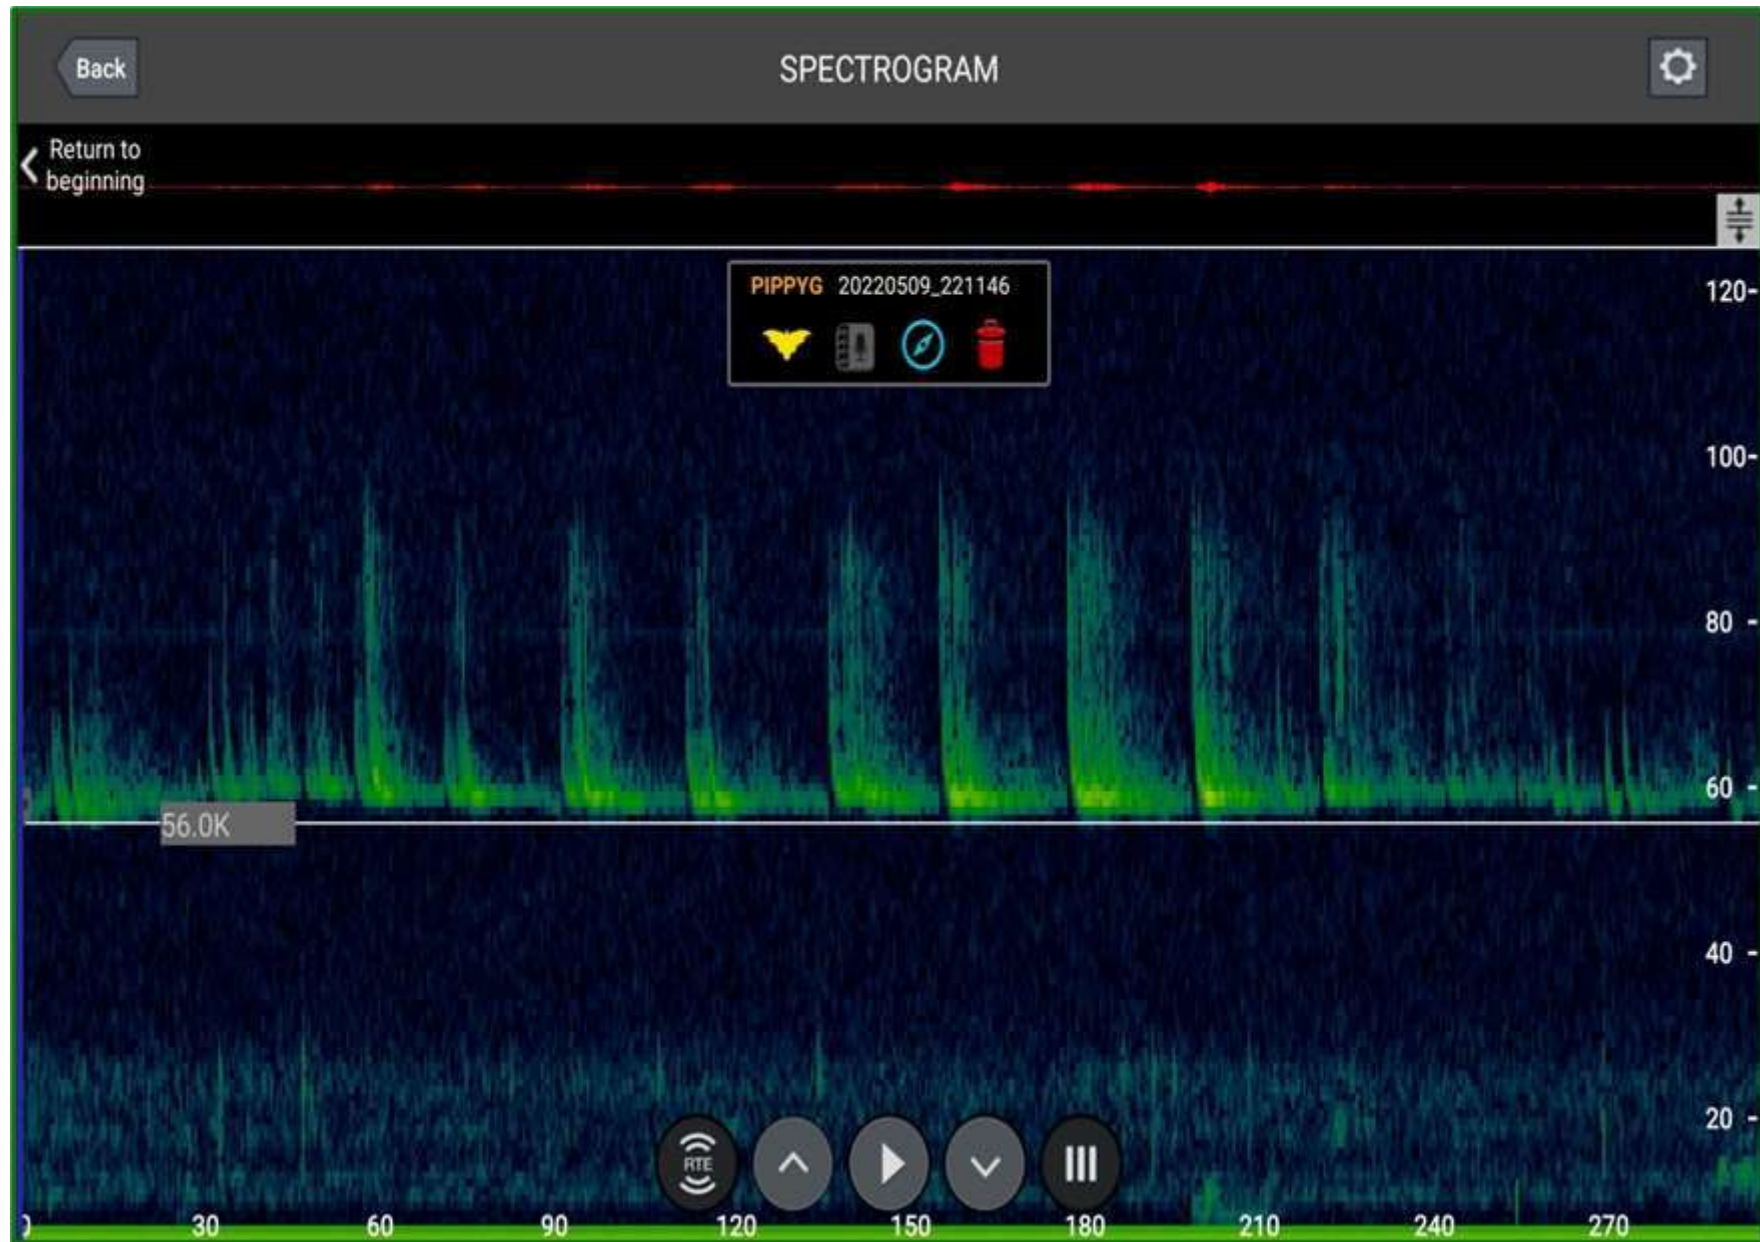 Back
SPECTROGRAM
Return to
beginning
PIPPYG 20220509_221146
120-
100-
80 -
60 -
56.0K
40 -
20 -
RTE
0 30 60 90 120 150 180 210 240 270